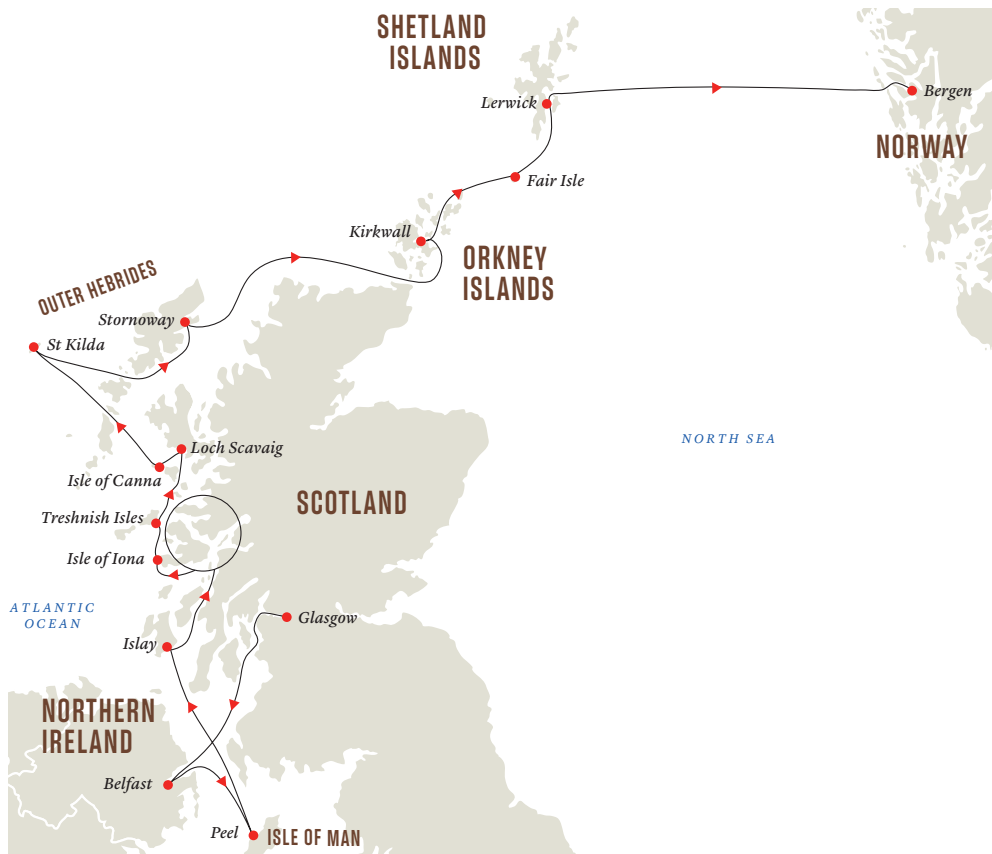 SHETLAND
ISLANDS
Lerwick
Bergen
NORWAY
Fair Isle
Kirkwall
ORKNEY
ISLANDS
OUTER HEBRIDES
Stornoway
St Kilda
NORTH SEA
Loch Scavaig
Isle of Canna
SCOTLAND
Treshnish Isles
Isle of Iona
ATLANTIC
OCEAN
Glasgow
Islay
NORTHERN
IRELAND
Belfast
Peel
ISLE OF MAN